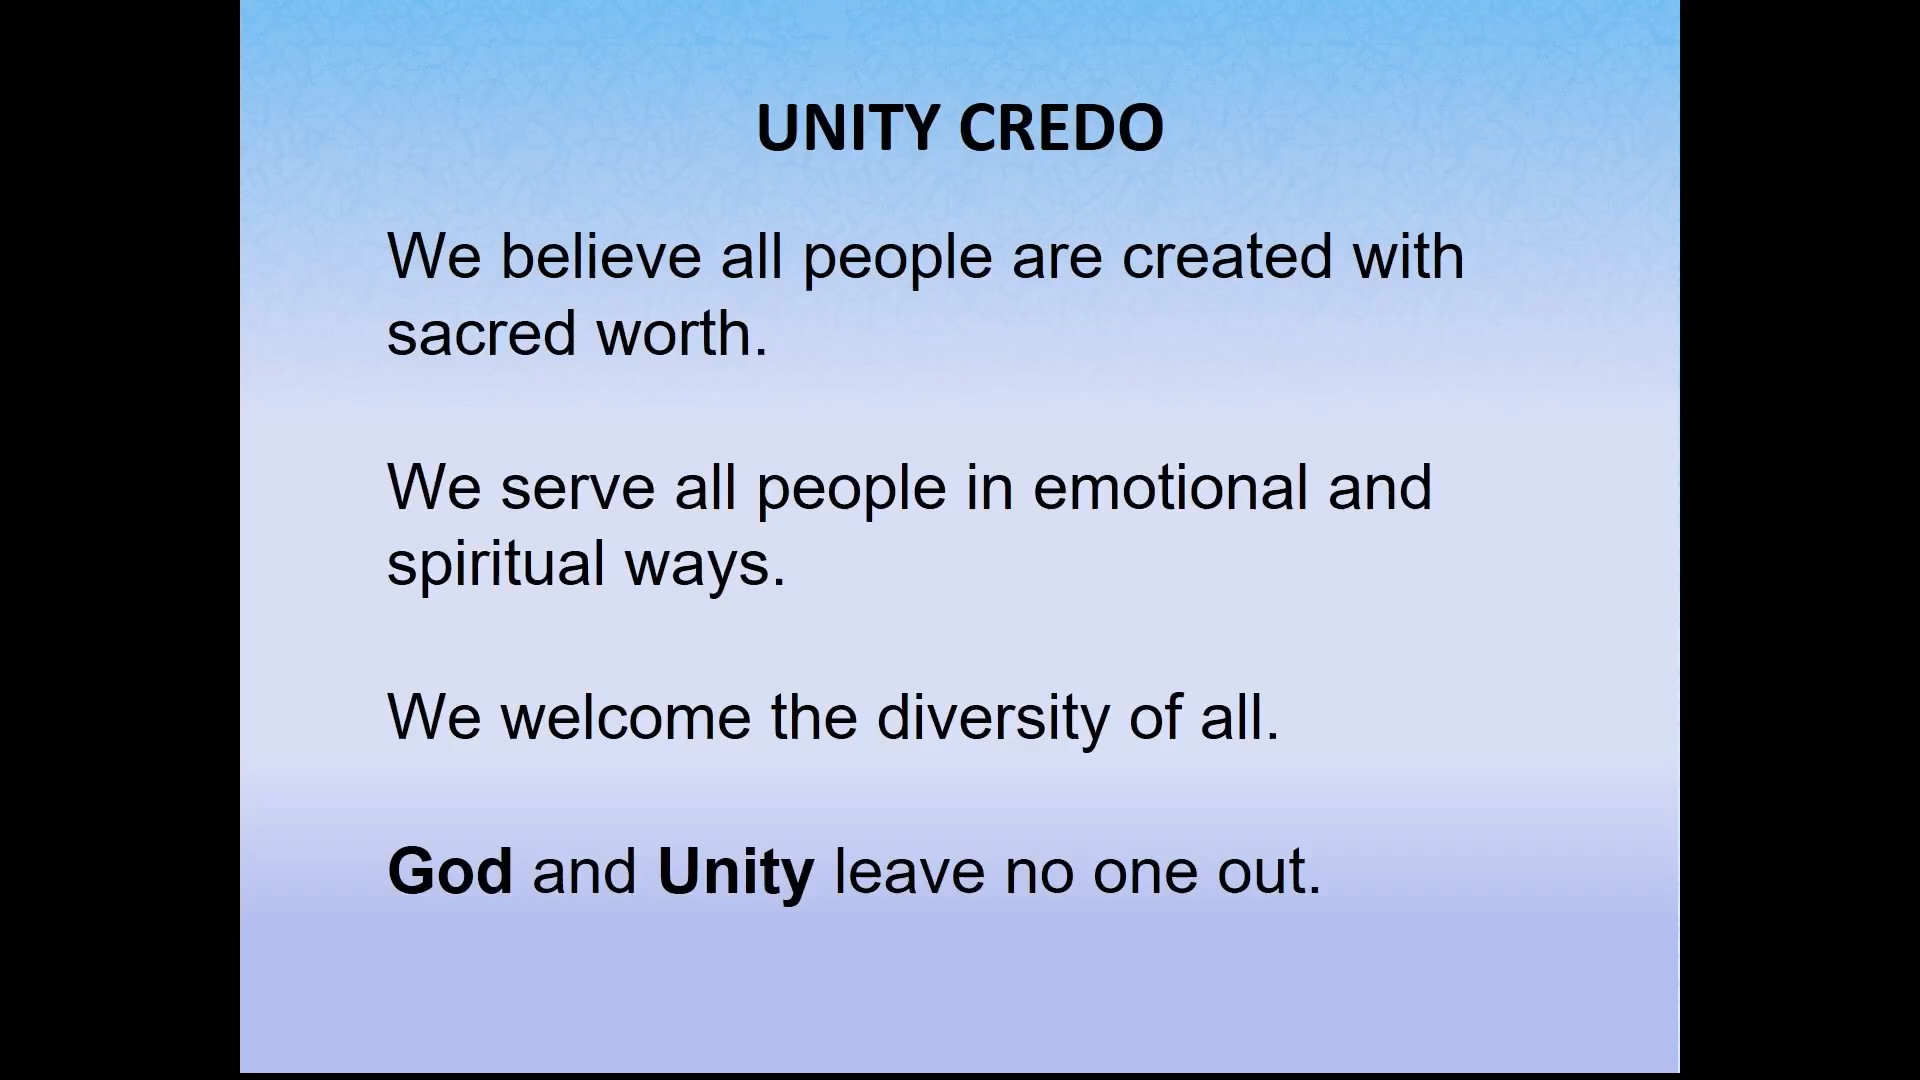 UNITY CREDO
We believe all people are created with
sacred worth.
We serve all people in emotional and
spiritual ways.
We welcome the diversity of all.
God and Unity leave no one out.